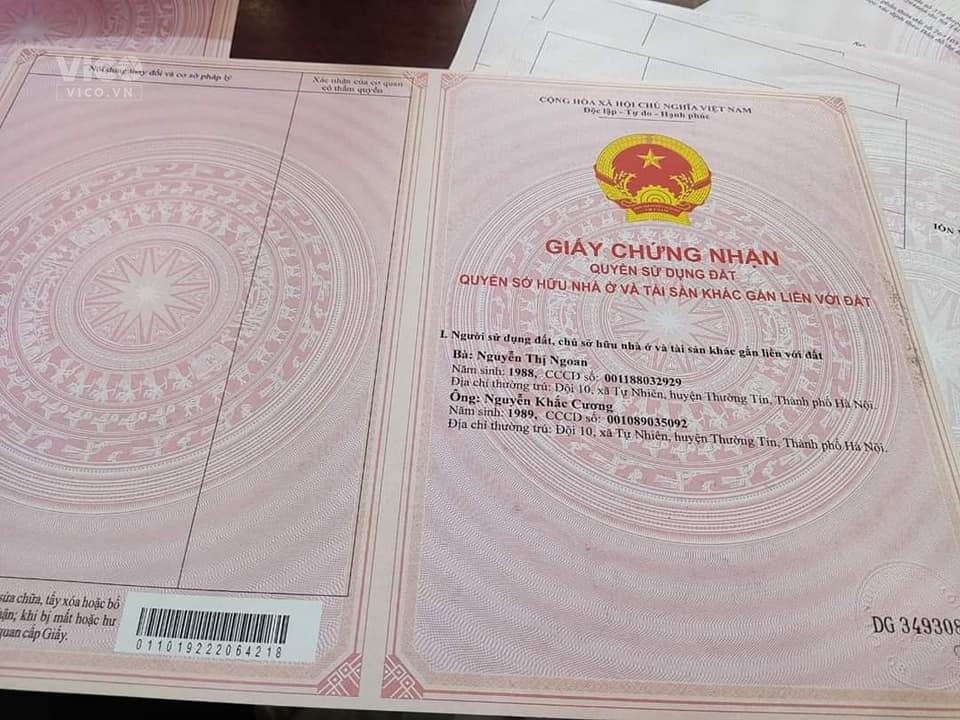 VICO.VN
Nội dung thay đổi và cơ sở pháp lý
Xác nhận của cơ quan
có thẩm quyền
sửa chữa, tẩy xóa hoặc bổ
khi bị mất hoặc hư
quan cấp Giấy.
011019222064218
CỘNG HÒA XÃ HỘI CHỦ NGHĨA VIỆT NAM
Độc lập - Tự do - Hạnh phúc
GIẤY CHỨNG NHẬN
QUYỀN SỬ DỤNG ĐẤT
QUYỀN SỞ HỮU NHÀ Ở VÀ TÀI SẢN KHÁC GẮN LIỀN VỚI ĐẤT
I. Người sử dụng đất, chủ sở hữu nhà ở và tài sản khác gắn liền với đất
Bà: Nguyễn Thị Ngoan
Năm sinh: 1988, CCCD số: 001188032929
Địa chỉ thường trú: Đội 10, xã Tự Nhiên, huyện Thường Tín, Thành phố Hà Nội.
Ông: Nguyễn Khắc Cương
Năm sinh: 1989, CCCD số: 001089035092
Địa chỉ thường trú: Đội 10, xã Tự Nhiên, huyện Thường Tín, Thành phố Hà Nội.
DG 349308